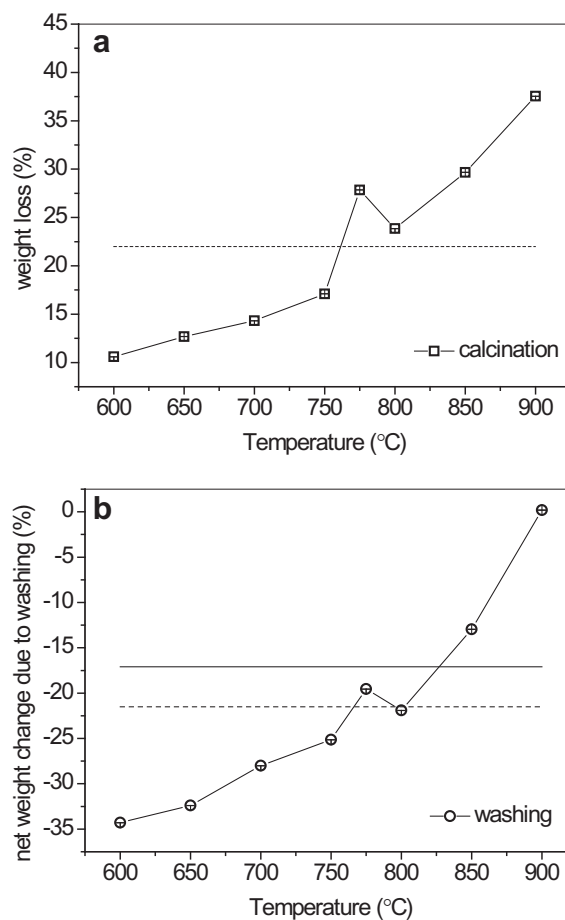 a
45
40
35
30
25
20
15
10
weight loss (%)
calcination
600 650 700 750 800 850 900
Temperature (°C)
b
0
-5
-10
-15
-20
-25
-30
-35
net weight change due to washing (%)
washing
600 650 700 750 800 850 900
Temperature (°C)